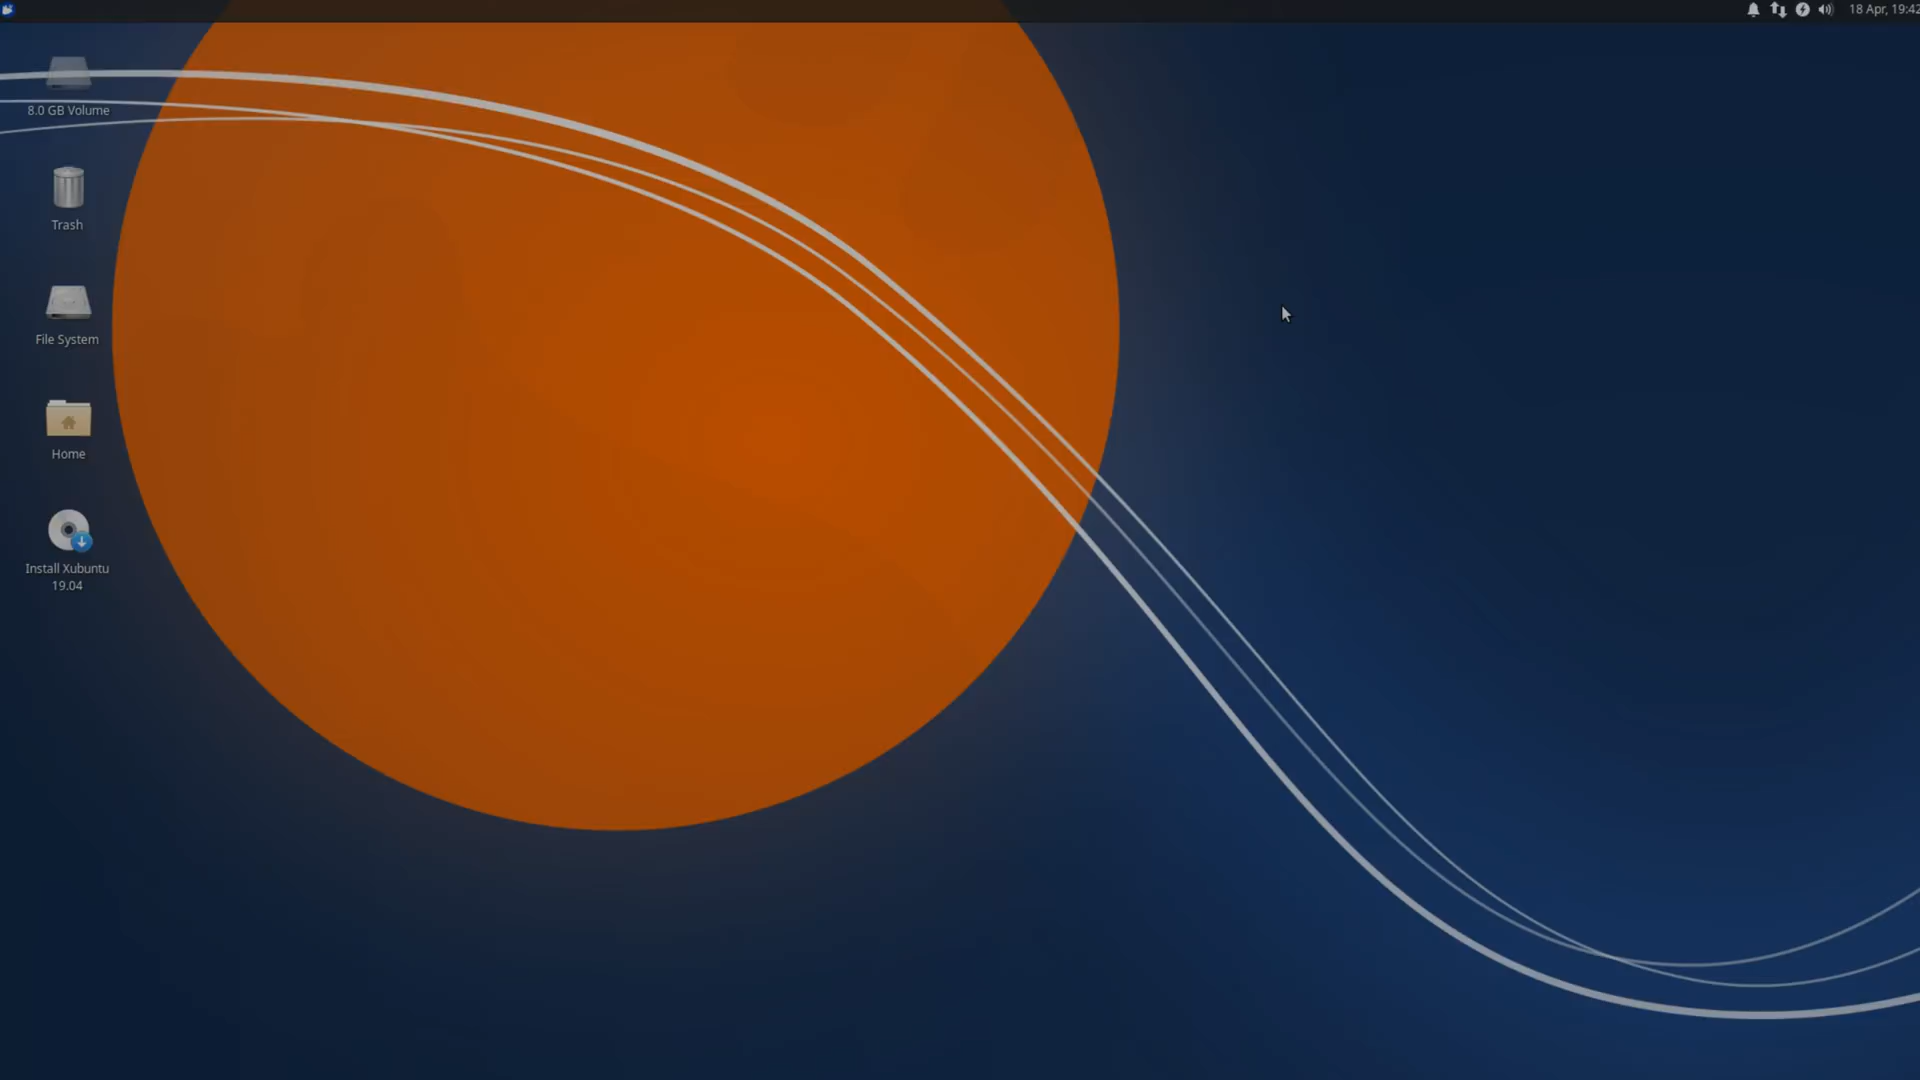 18 Apr, 19:42
8.0 GB Volume
Trash
File System
Home
Install Xubuntu
19.04